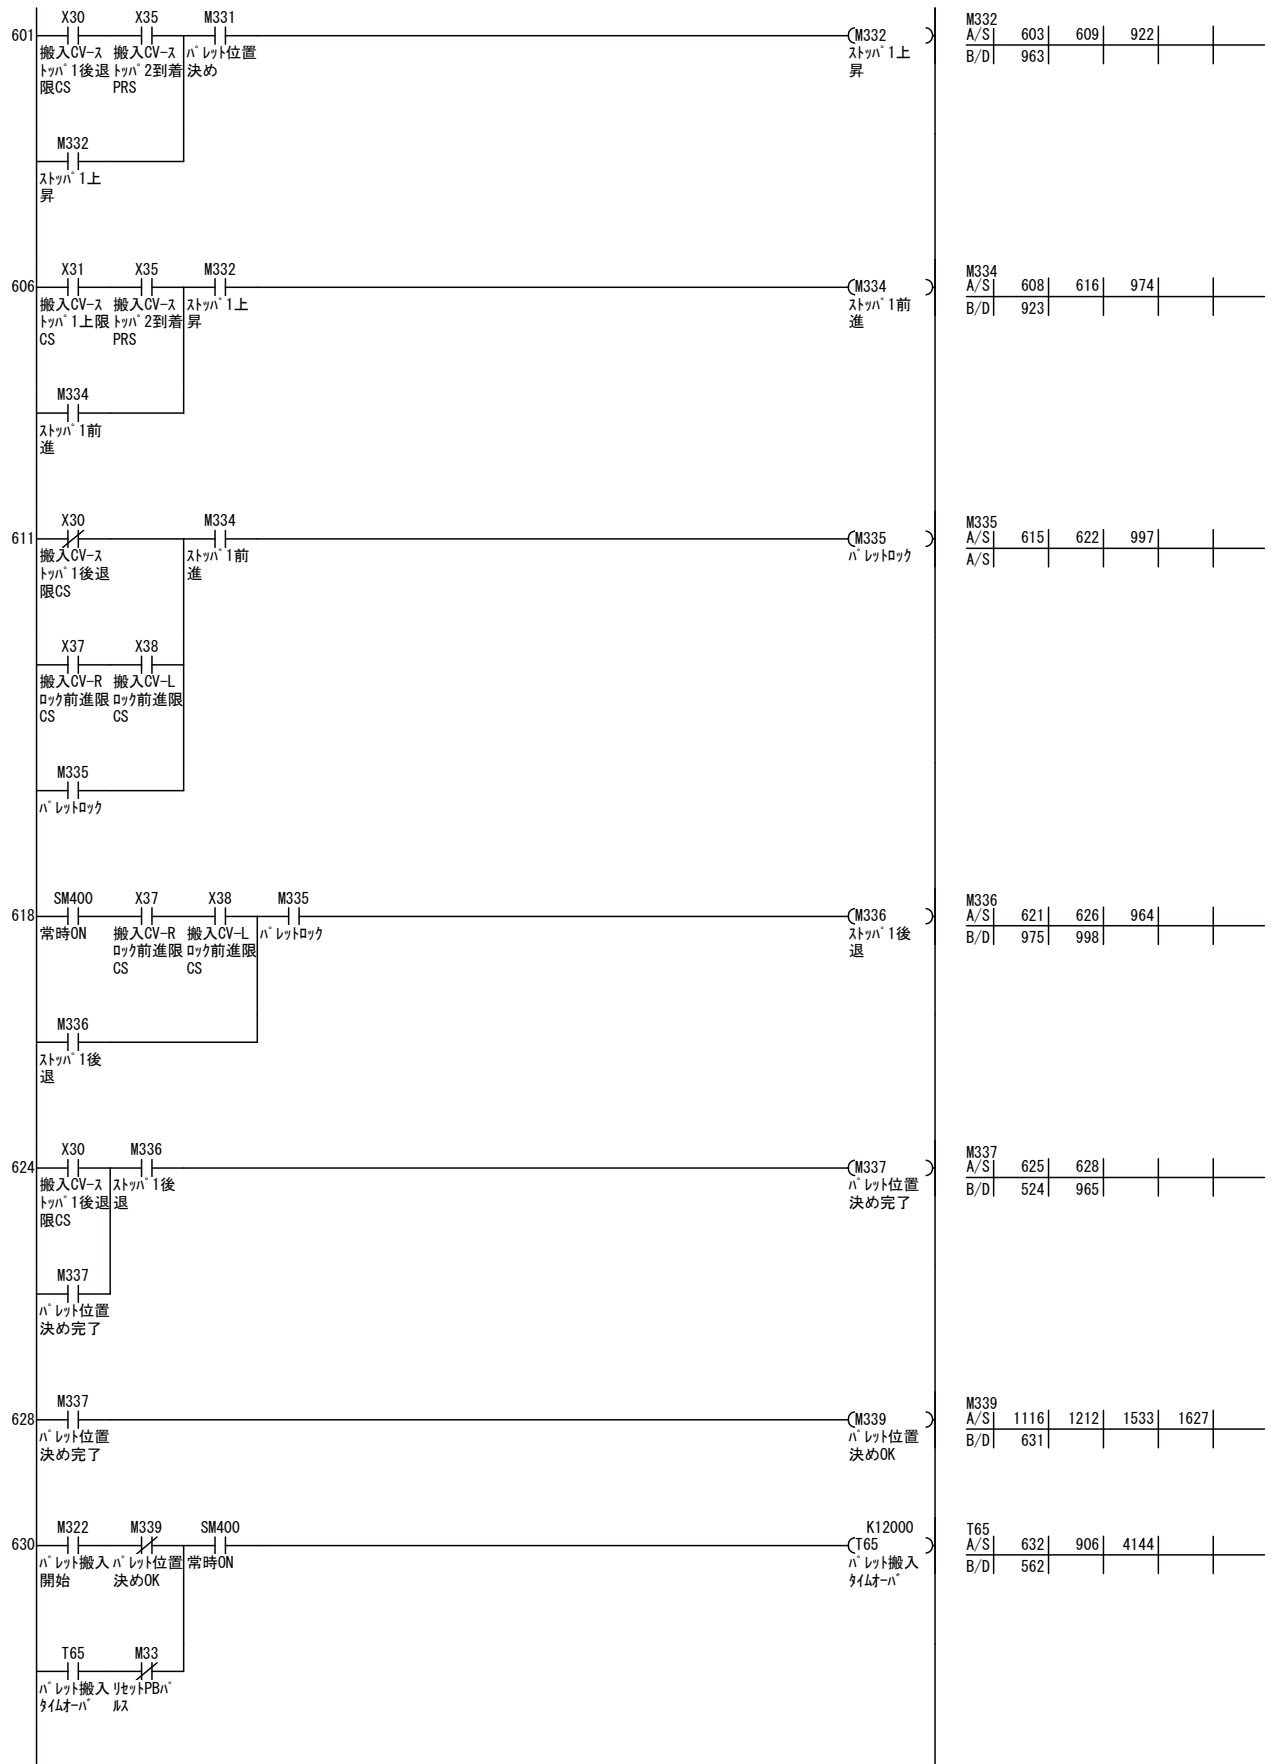 X30 X35 M331 M332
601 (M332 ) A/S 603 609 922
搬入CV-ス 搬入CV-ス パレット位置 ストッパ1上 B/D 963
トッパ1後退 トッパ2到着 決め 昇
限CS PRS
M332
ストッパ1上
昇
X31 X35 M332 M334
606 (M334 ) A/S 608 616 974
搬入CV-ス 搬入CV-ス ストッパ1上 ストッパ1前 B/D 923
トッパ1上限 トッパ2到着 昇 進
CS PRS
M334
ストッパ1前
進
X30 M334 M335
611 (M335 ) A/S 615 622 997
搬入CV-ス ストッパ1前 パレットロック A/S
トッパ1後退 進
限CS
X37 X38
搬入CV-R 搬入CV-L
ロック前進限 ロック前進限
CS CS
M335
パレットロック
SM400 X37 X38 M335 M336
618 (M336 ) A/S 621 626 964
常時ON 搬入CV-R 搬入CV-L パレットロック ストッパ1後 B/D 975 998
ロック前進限 ロック前進限 退
CS CS
M336
ストッパ1後
退
X30 M336 M337
624 (M337 ) A/S 625 628
搬入CV-ス ストッパ1後 パレット位置 B/D 524 965
トッパ1後退 退 決め完了
限CS
M337
パレット位置
決め完了
M337 M339
628 (M339 ) A/S 1116 1212 1533 1627
パレット位置 パレット位置 B/D 631
決め完了 決めOK
M322 M339 SM400 K12000 T65
630 (T65 ) A/S 632 906 4144
パレット搬入 パレット位置 常時ON パレット搬入 B/D 562
開始 決めOK タイムオーバ
T65 M33
パレット搬入 リセットPBパ
タイムオーバ ルス